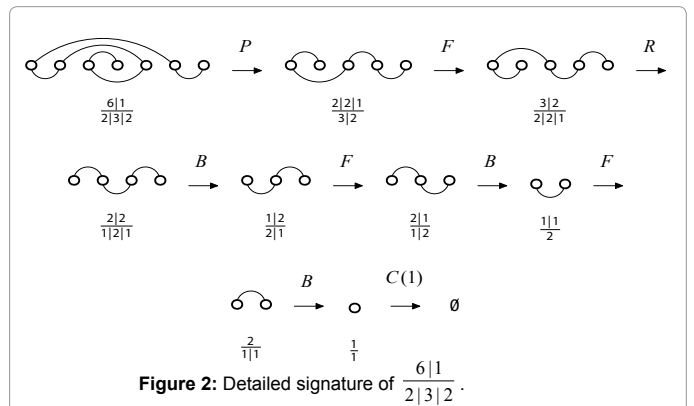 P F R
6|1 / 2|3|2 2|2|1 / 3|2 3|2 / 2|2|1
B F B F
2|2 / 1|2|1 1|2 / 2|1 2|1 / 1|2 1|1 / 2
B C(1) ∅
2 / 1|1 1 / 1
Figure 2: Detailed signature of 6|1 / 2|3|2 .